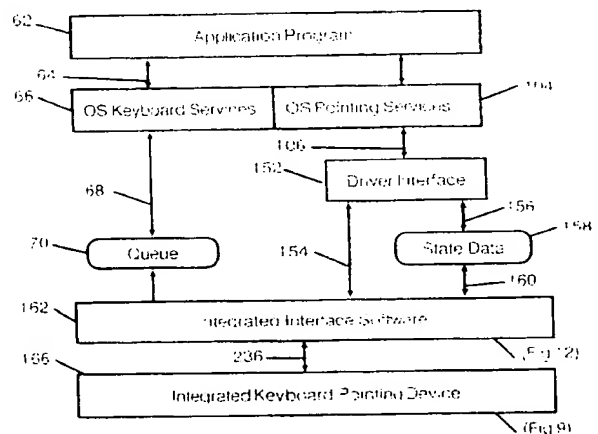 62
Application Program
64
66
OS Keyboard Services
OS Pointing Services
104
106
152
Driver Interface
68
156
158
70
Queue
154
State Data
160
162
Integrated Interface Software
236
(Fig 12)
166
Integrated Keyboard Pointing Device
(Fig 9)